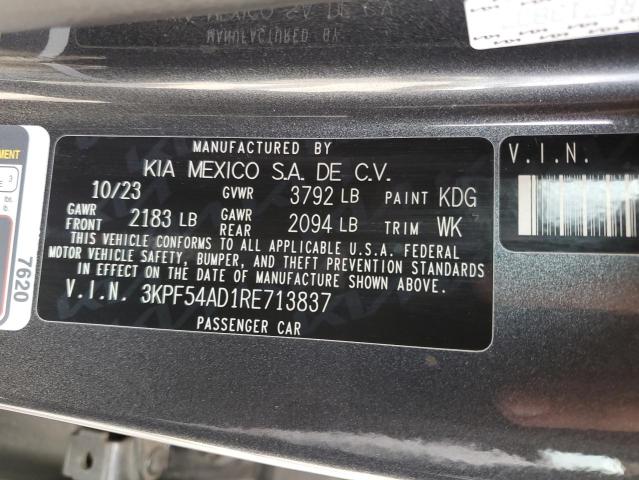 MANUFACTURED BY
KIA MEXICO S.A. DE C.V.
10/23 GVWR 3792 LB PAINT KDG
GAWR FRONT 2183 LB GAWR REAR 2094 LB TRIM WK
THIS VEHICLE CONFORMS TO ALL APPLICABLE U.S.A. FEDERAL
MOTOR VEHICLE SAFETY, BUMPER, AND THEFT PREVENTION STANDARDS
IN EFFECT ON THE DATE OF MANUFACTURE SHOWN ABOVE.
V.I.N. 3KPF54AD1RE713837
PASSENGER CAR
V.I.N.
7620